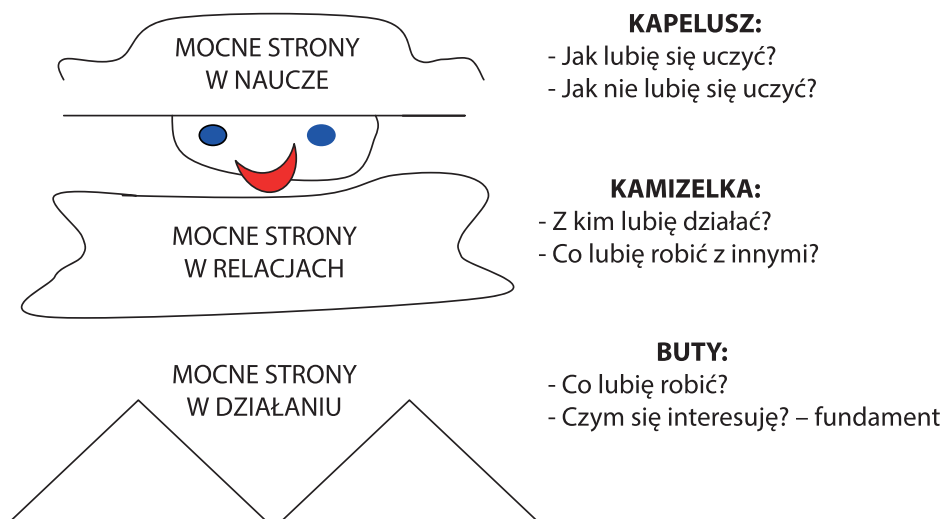 MOCNE STRONY
W NAUCZE
KAPELUSZ:
- Jak lubię się uczyć?
- Jak nie lubię się uczyć?
MOCNE STRONY
W RELACJACH
KAMIZELKA:
- Z kim lubię działać?
- Co lubię robić z innymi?
MOCNE STRONY
W DZIAŁANIU
BUTY:
- Co lubię robić?
- Czym się interesuję? – fundament